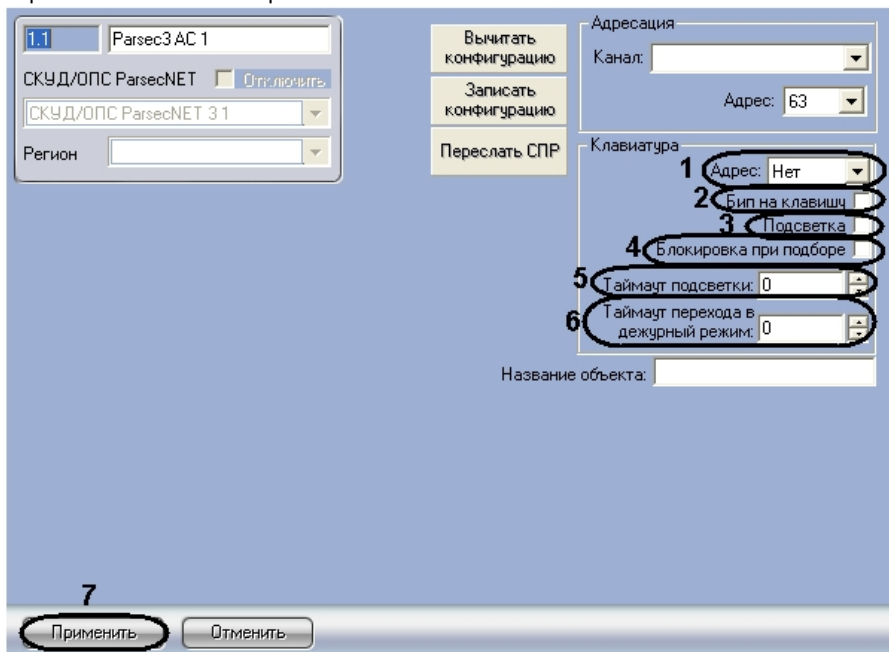 1.1 Parsec3 AC 1
СКУД/ОПС ParsecNET Отключить
СКУД/ОПС ParsecNET 3 1
Регион
Вычитать
конфигурацию
Записать
конфигурацию
Переслать СПР
Адресация
Канал:
Адрес: 63
Клавиатура
1 Адрес: Нет
2 Бип на клавишу
3 Подсветка
4 Блокировка при подборе
5 Таймаут подсветки: 0
Таймаут перехода в
6 дежурный режим: 0
Название объекта:
7
Применить Отменить